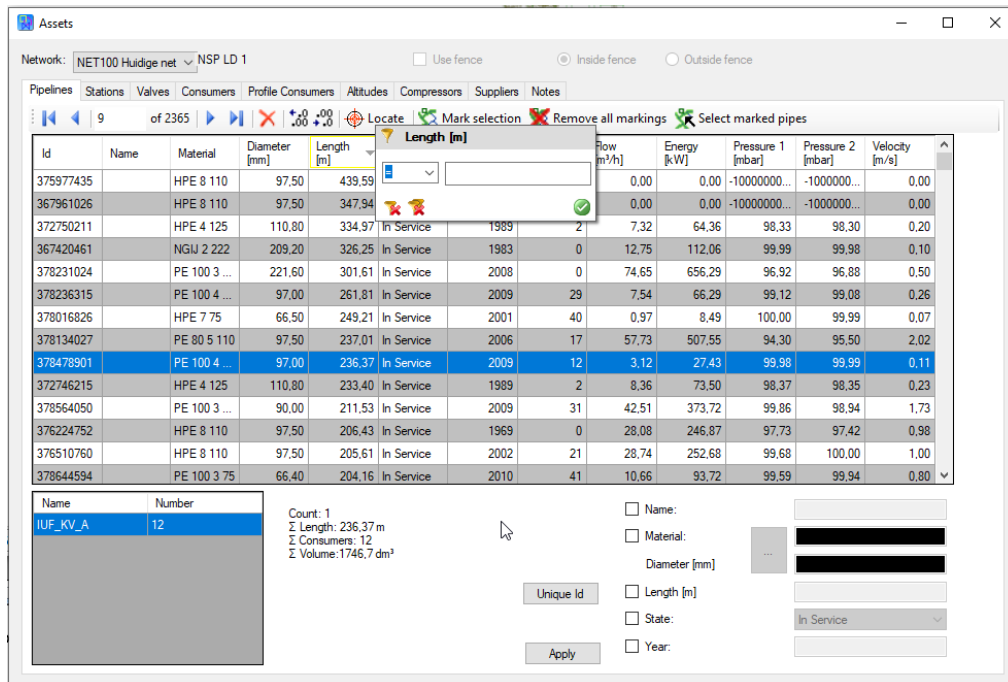 Assets
Network: NET100 Huidige net NSP LD 1 Use fence Inside fence Outside fence
Pipelines Stations Valves Consumers Profile Consumers Altitudes Compressors Suppliers Notes
9 of 2365 Locate Mark selection Remove all markings Select marked pipes
Length [m]
=
Id Name Material Diameter [mm] Length [m] Flow [m³/h] Energy [kW] Pressure 1 [mbar] Pressure 2 [mbar] Velocity [m/s]
375977435 HPE 8 110 97,50 439,59 0,00 0,00 -10000000... -1000000... 0,00
367961026 HPE 8 110 97,50 347,94 0,00 0,00 -10000000... -1000000... 0,00
372750211 HPE 4 125 110,80 334,97 In Service 1989 2 7,32 64,36 98,33 98,30 0,20
367420461 NGIJ 2 222 209,20 326,25 In Service 1983 0 12,75 112,06 99,99 99,98 0,10
378231024 PE 100 3 ... 221,60 301,61 In Service 2008 0 74,65 656,29 96,92 96,88 0,50
378236315 PE 100 4 ... 97,00 261,81 In Service 2009 29 7,54 66,29 99,12 99,08 0,26
378016826 HPE 7 75 66,50 249,21 In Service 2001 40 0,97 8,49 100,00 99,99 0,07
378134027 PE 80 5 110 97,50 237,01 In Service 2006 17 57,73 507,55 94,30 95,50 2,02
378478901 PE 100 4 ... 97,00 236,37 In Service 2009 12 3,12 27,43 99,98 99,99 0,11
372746215 HPE 4 125 110,80 233,40 In Service 1989 2 8,36 73,50 98,37 98,35 0,23
378564050 PE 100 3 ... 90,00 211,53 In Service 2009 31 42,51 373,72 99,86 98,94 1,73
376224752 HPE 8 110 97,50 206,43 In Service 1969 0 28,08 246,87 97,73 97,42 0,98
376510760 HPE 8 110 97,50 205,61 In Service 2002 21 28,74 252,68 99,68 100,00 1,00
378644594 PE 100 3 75 66,40 204,16 In Service 2010 41 10,66 93,72 99,59 99,94 0,80
Name Number
IUF_KV_A 12
Count: 1
Σ Length: 236,37 m
Σ Consumers: 12
Σ Volume:1746,7 dm³
Unique Id
Apply
Name:
Material:
...
Diameter [mm]
Length [m]
State: In Service
Year: